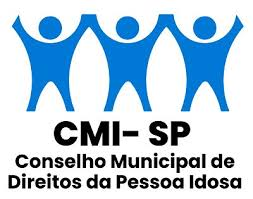 CMI- SP
Conselho Municipal de
Direitos da Pessoa Idosa